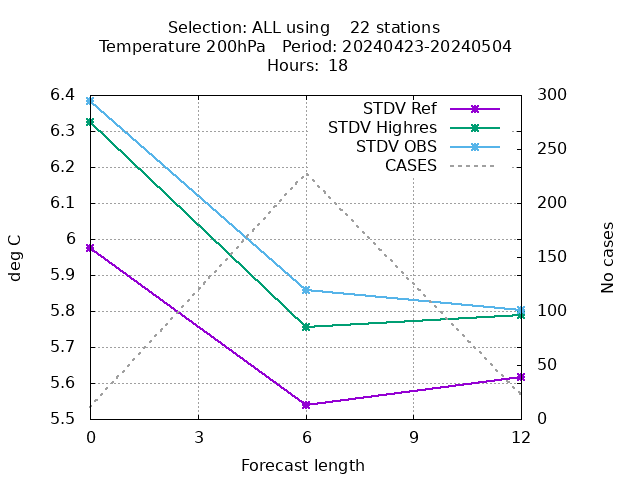 Selection: ALL using 22 stations
Temperature 200hPa Period: 20240423-20240504
Hours: 18
6.4
6.3
6.2
6.1
6
5.9
5.8
5.7
5.6
5.5
deg C
STDV Ref
STDV Highres
STDV OBS
CASES
300
250
200
150
100
50
0
No cases
0 3 6 9 12
Forecast length